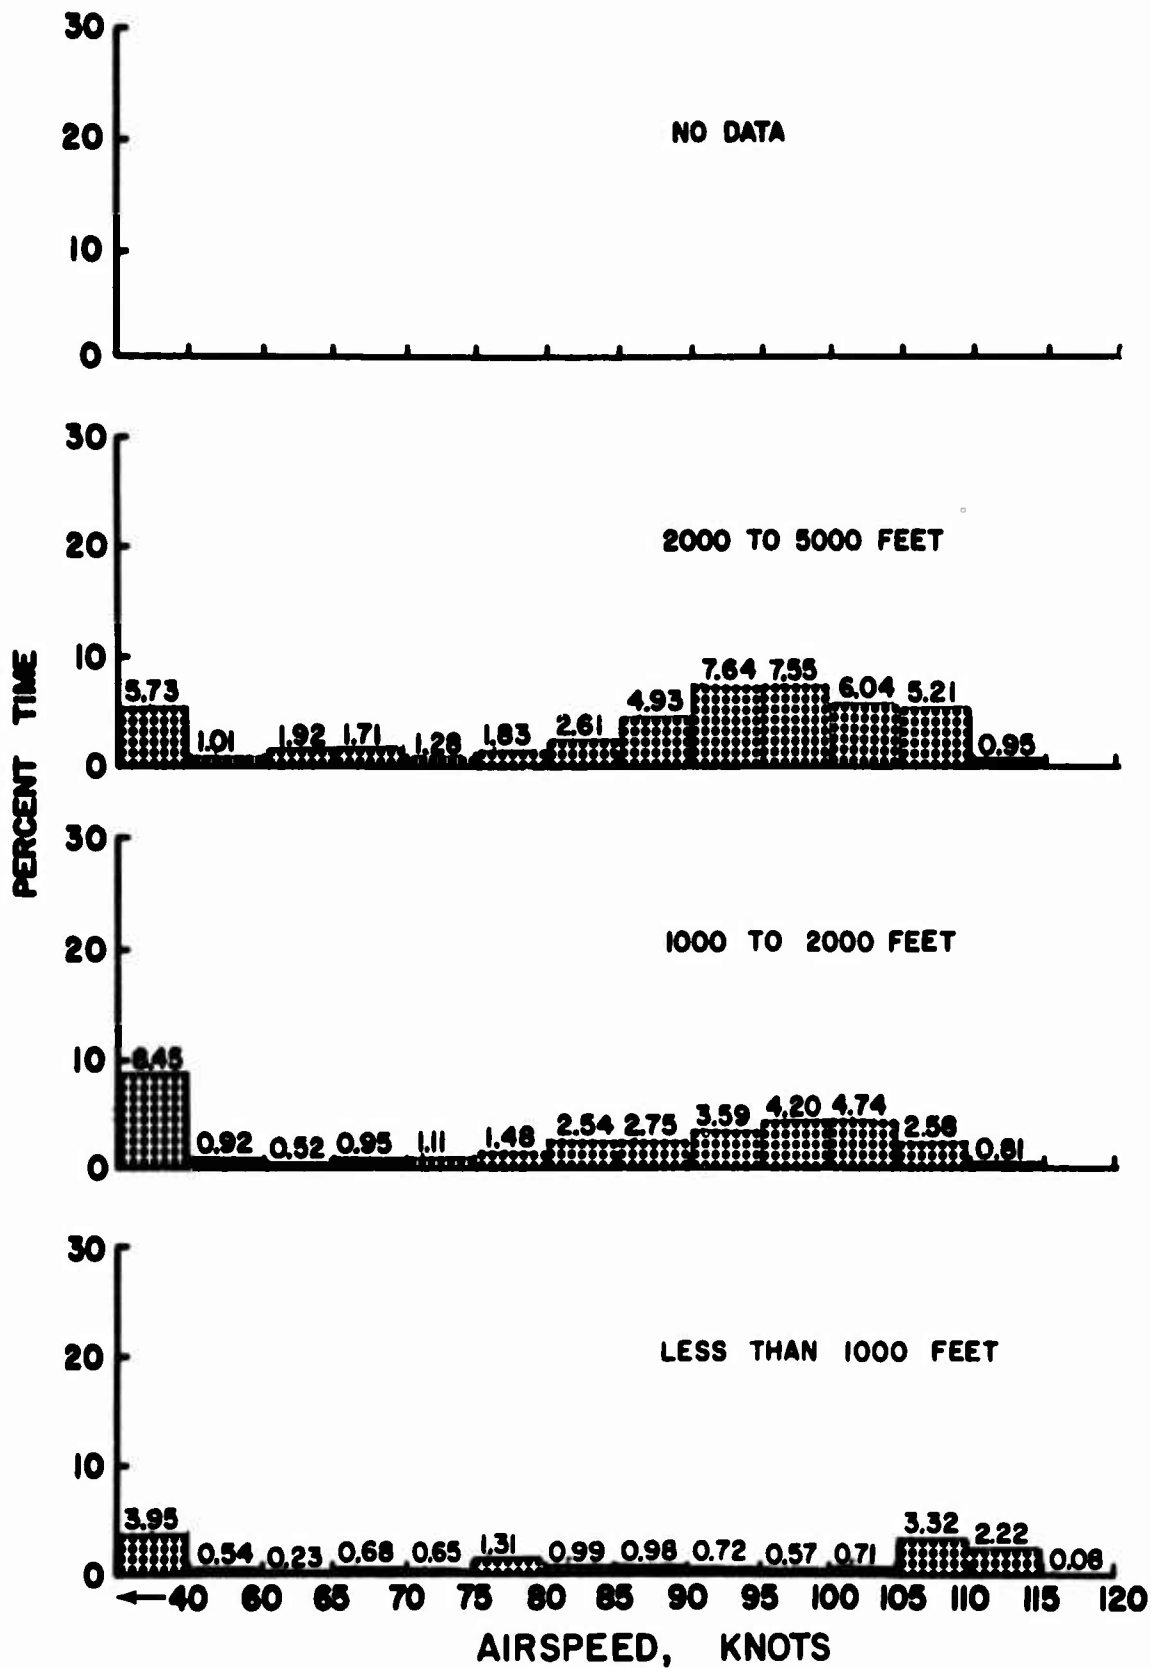 30
NO DATA
20
10
0
30
2000 TO 5000 FEET
20
10
5.73 1.01 1.92 1.71 1.28 1.83 2.61 4.93 7.64 7.55 6.04 5.21 0.95
0
PERCENT TIME
30
1000 TO 2000 FEET
20
10
8.45 0.92 0.52 0.95 1.11 1.48 2.54 2.75 3.59 4.20 4.74 2.58 0.81
0
30
LESS THAN 1000 FEET
20
10
3.95 0.54 0.23 0.68 0.65 1.31 0.99 0.98 0.72 0.57 0.71 3.32 2.22 0.06
0
←40 60 65 70 75 80 85 90 95 100 105 110 115 120
AIRSPEED, KNOTS